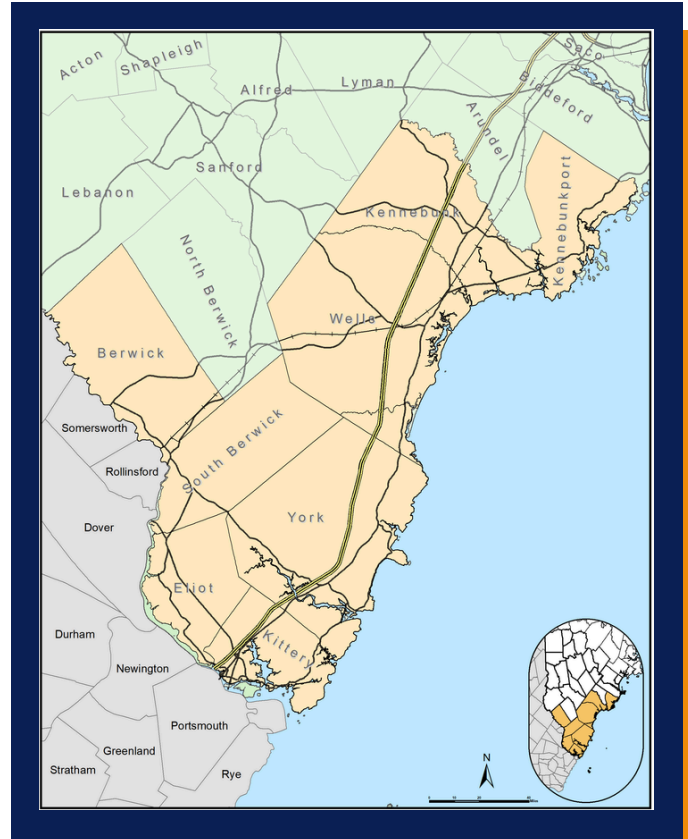 Saco
Acton
Shapleigh
Lyman
Biddeford
Alfred
Arundel
Sanford
Lebanon
Kennebunk
Kennebunkport
North Berwick
Wells
Berwick
Somersworth
South Berwick
Rollinsford
York
Dover
Eliot
Durham
Kittery
Newington
Portsmouth
Greenland
N
Stratham
Rye